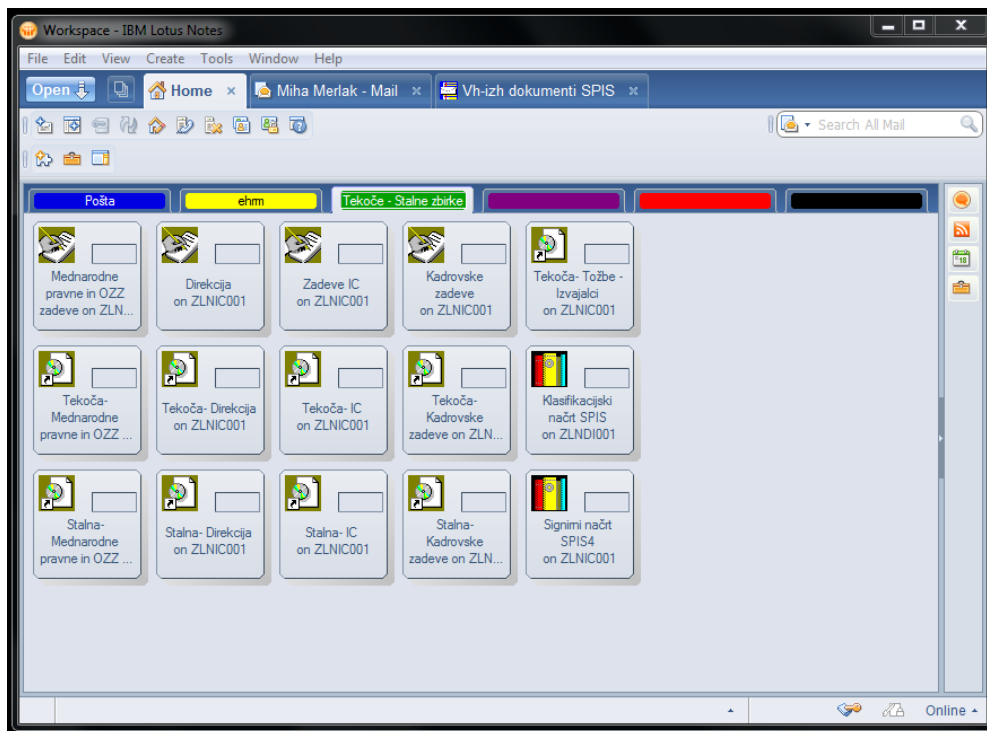 Workspace - IBM Lotus Notes
File Edit View Create Tools Window Help
Open Home × Miha Merlak - Mail × Vh-izh dokumenti SPIS ×
Search All Mail
Pošta ehrm Tekoče - Stalne zbirke
18
Mednarodne
pravne in OZZ
zadeve on ZLN...
Direkcija
on ZLNIC001
Zadeve IC
on ZLNIC001
Kadrovske
zadeve
on ZLNIC001
Tekoča- Tožbe -
Izvajalci
on ZLNIC001
Tekoča-
Mednarodne
pravne in OZZ ...
Tekoča- Direkcija
on ZLNIC001
Tekoča- IC
on ZLNIC001
Tekoča-
Kadrovske
zadeve on ZLN...
Klasifikacijski
načrt SPIS
on ZLNDI001
Stalna-
Mednarodne
pravne in OZZ ...
Stalna- Direkcija
on ZLNIC001
Stalna- IC
on ZLNIC001
Stalna-
Kadrovske
zadeve on ZLN...
Signirni načrt
SPIS4
on ZLNIC001
Online